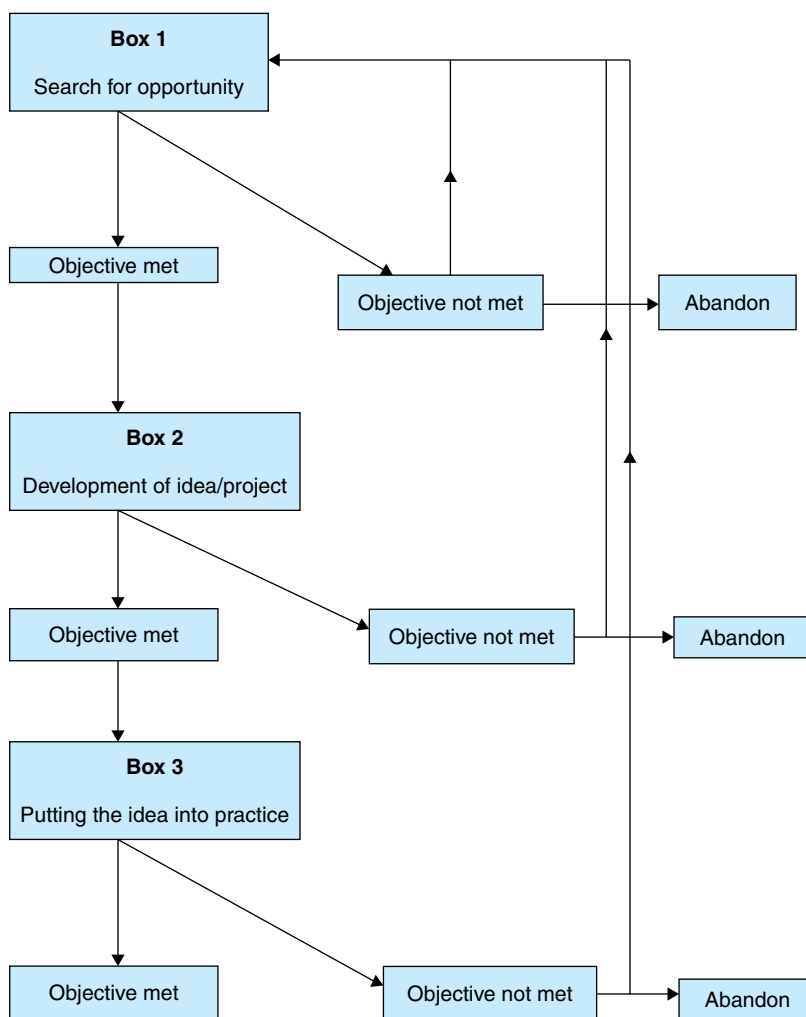 Box 1
Search for opportunity
Objective met
Objective not met
Abandon
Box 2
Development of idea/project
Objective met
Objective not met
Abandon
Box 3
Putting the idea into practice
Objective met
Objective not met
Abandon